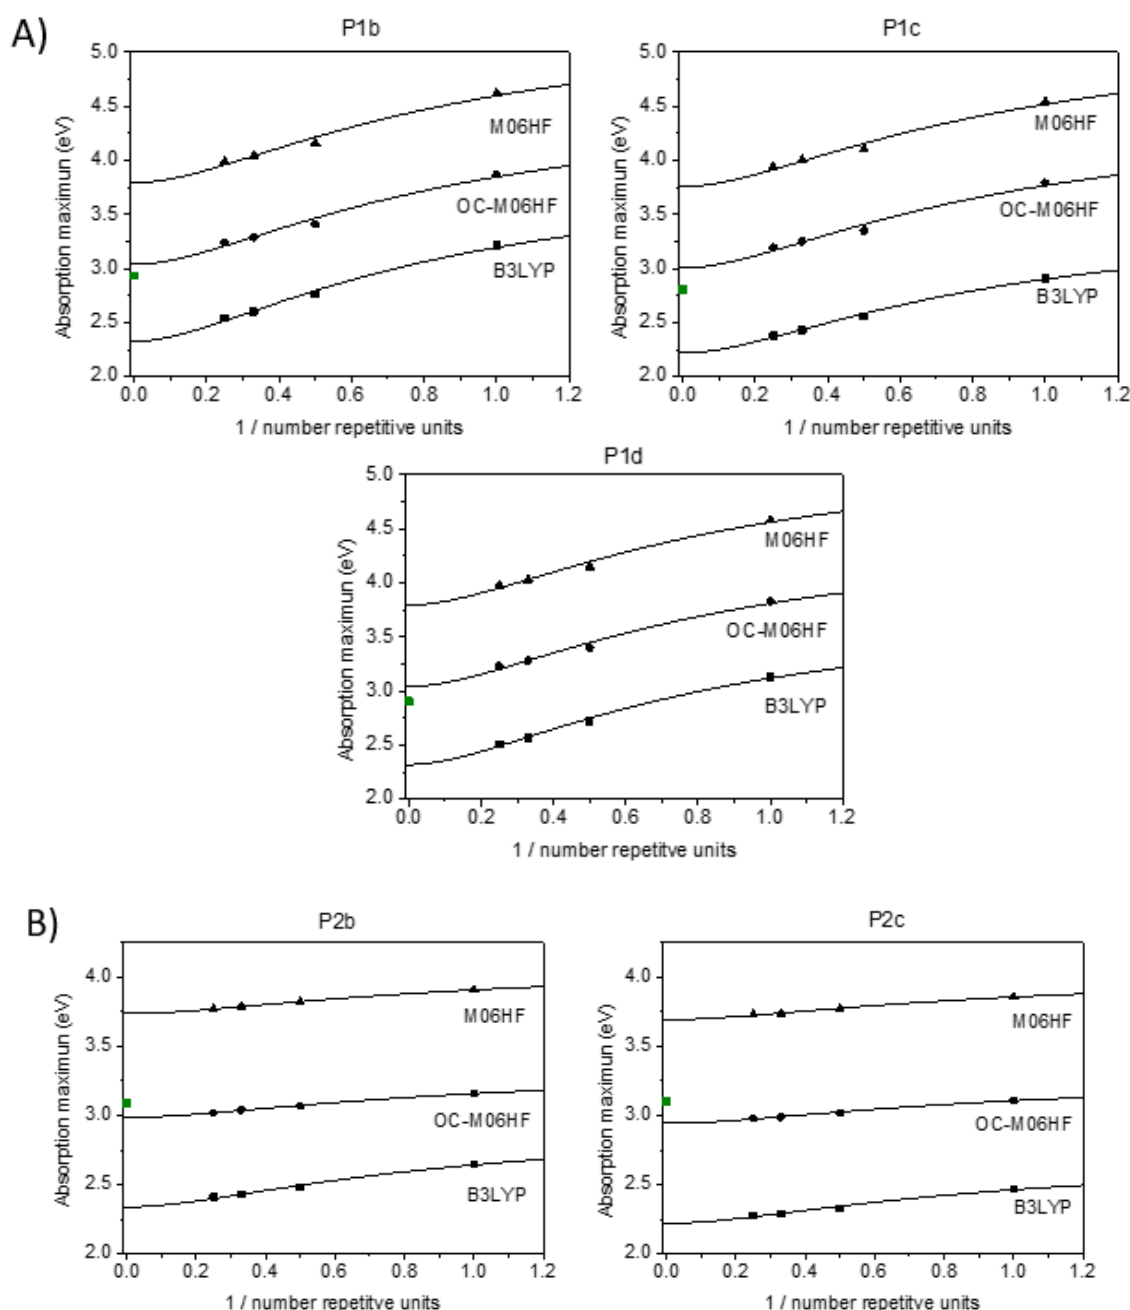 A)
P1b
Absorption maximun (eV)
5.0
4.5
4.0
3.5
3.0
2.5
2.0
M06HF
OC-M06HF
B3LYP
0.0 0.2 0.4 0.6 0.8 1.0 1.2
1 / number repetitive units
P1c
Absorption maximun (eV)
5.0
4.5
4.0
3.5
3.0
2.5
2.0
M06HF
OC-M06HF
B3LYP
0.0 0.2 0.4 0.6 0.8 1.0 1.2
1 / number repetitive units
P1d
Absorption maximun (eV)
5.0
4.5
4.0
3.5
3.0
2.5
2.0
M06HF
OC-M06HF
B3LYP
0.0 0.2 0.4 0.6 0.8 1.0 1.2
1 / number repetitve units
B)
P2b
Absorption maximun (eV)
4.0
3.5
3.0
2.5
2.0
M06HF
OC-M06HF
B3LYP
0.0 0.2 0.4 0.6 0.8 1.0 1.2
1 / number repetitive units
P2c
Absorption maximun (eV)
4.0
3.5
3.0
2.5
2.0
M06HF
OC-M06HF
B3LYP
0.0 0.2 0.4 0.6 0.8 1.0 1.2
1 / number repetitive units